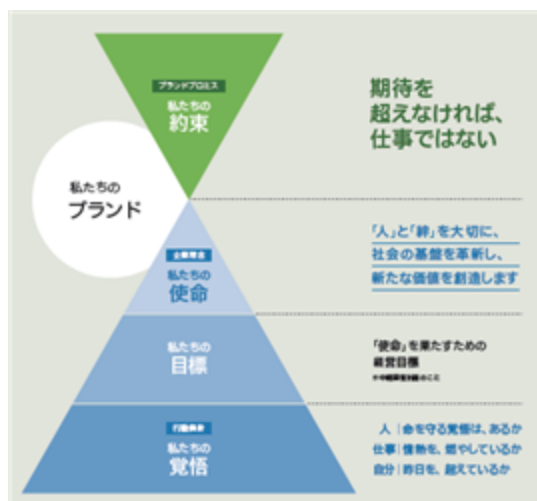 ブランドプロミス
私たちの
約束
期待を
超えなければ、
仕事ではない
私たちの
ブランド
企業理念
私たちの
使命
「人」と「絆」を大切に、
社会の基盤を革新し、
新たな価値を創造します
私たちの
目標
「使命」を果たすための
経営目標
私たちの
覚悟
人|命を守る覚悟は、あるか
仕事|情熱を、燃やしているか
自分|昨日を、超えているか